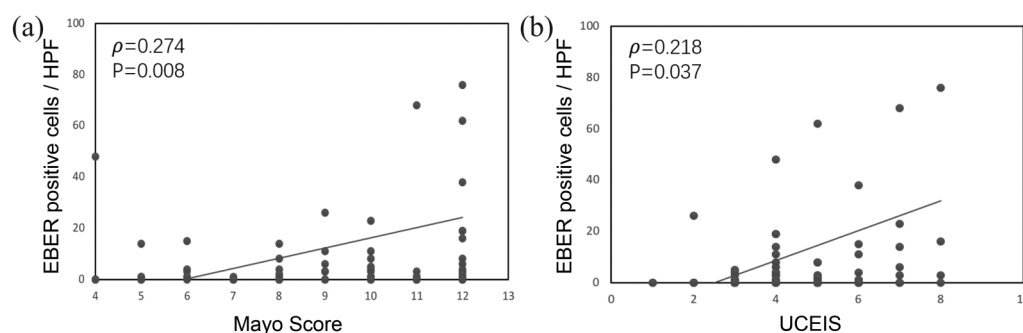 (a)
EBER positive cells / HPF
100
80
60
40
20
0
ρ=0.274
P=0.008
4 5 6 7 8 9 10 11 12 13
Mayo Score
(b)
EBER positive cells / HPF
100
80
60
40
20
0
ρ=0.218
P=0.037
0 2 4 6 8
UCEIS